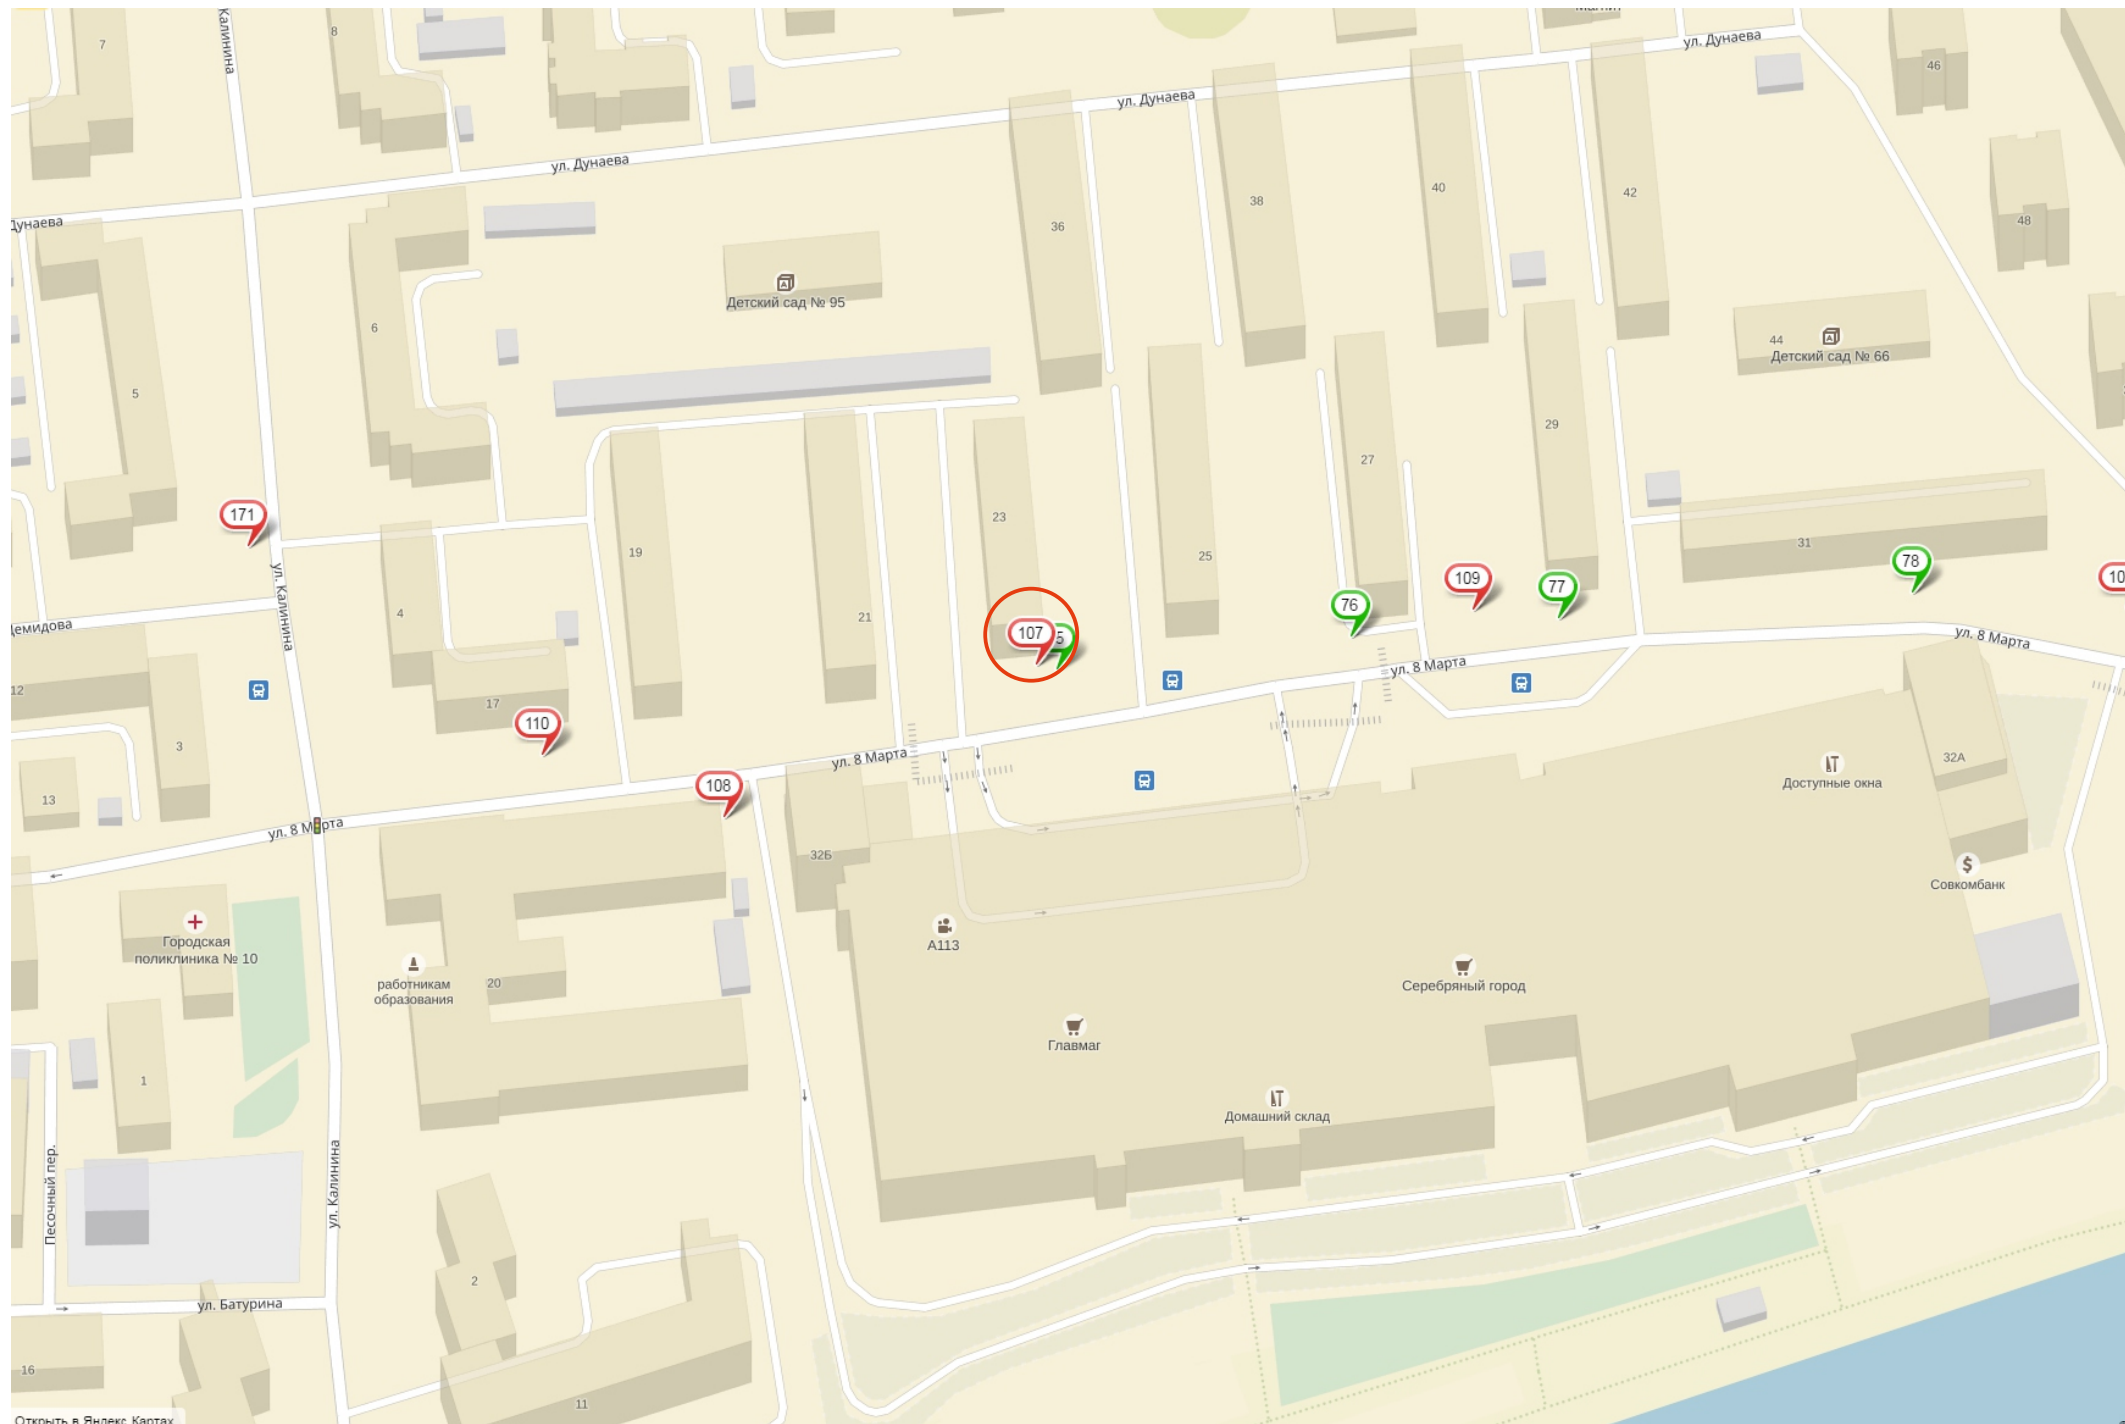 Магнит
Калинина
7
8
ул. Дунаева
46
ул. Дунаева
ул. Дунаева
40
42
38
48
Дунаева
36
Детский сад № 95
6
44
Детский сад № 66
5
29
27
23
171
19
31
25
78
109
77
76
ул. Калинина
4
21
107
5
ул. 8 Марта
ул. 8 Марта
12
17
110
3
ул. 8 Марта
32А
Доступные окна
13
108
ул. 8 Марта
32Б
Совкомбанк
Городская
поликлиника № 10
А113
работникам
образования
20
Серебряный город
Главмаг
1
Домашний склад
Песочный пер.
ул. Калинина
2
ул. Батурина
16
11
Открыть в Яндекс.Картах